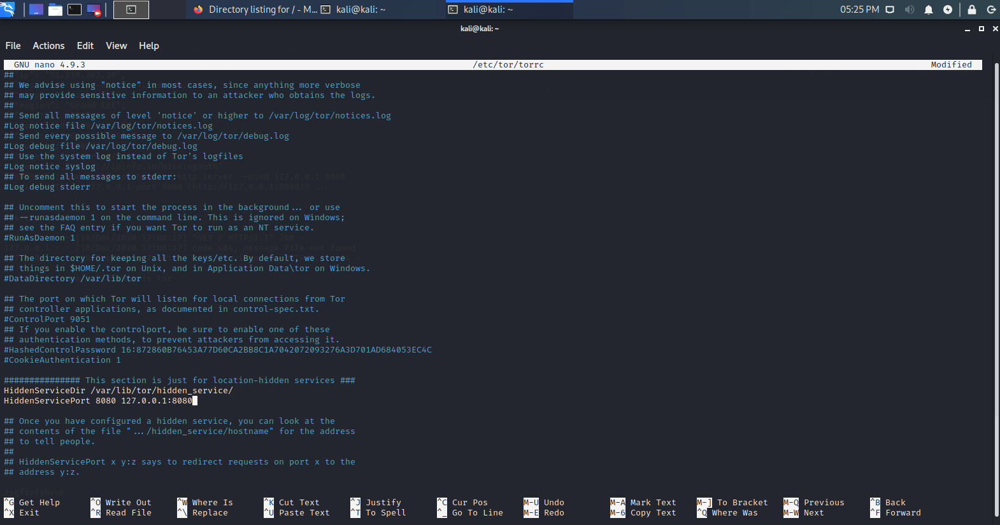 Directory listing for / - M...
kali@kali: ~
kali@kali: ~
05:25 PM
kali@kali: ~
File Actions Edit View Help
GNU nano 4.9.3 /etc/tor/torrc Modified
##
## We advise using "notice" in most cases, since anything more verbose
## may provide sensitive information to an attacker who obtains the logs.
##
## Send all messages of level 'notice' or higher to /var/log/tor/notices.log
#Log notice file /var/log/tor/notices.log
## Send every possible message to /var/log/tor/debug.log
#Log debug file /var/log/tor/debug.log
## Use the system log instead of Tor's logfiles
#Log notice syslog
## To send all messages to stderr:
#Log debug stderr
## Uncomment this to start the process in the background... or use
## --runasdaemon 1 on the command line. This is ignored on Windows;
## see the FAQ entry if you want Tor to run as an NT service.
#RunAsDaemon 1
## The directory for keeping all the keys/etc. By default, we store
## things in $HOME/.tor on Unix, and in Application Data\tor on Windows.
#DataDirectory /var/lib/tor
## The port on which Tor will listen for local connections from Tor
## controller applications, as documented in control-spec.txt.
#ControlPort 9051
## If you enable the controlport, be sure to enable one of these
## authentication methods, to prevent attackers from accessing it.
#HashedControlPassword 16:872860B76453A77D60CA2BB8C1A7042072093276A3D701AD684053EC4C
#CookieAuthentication 1
############### This section is just for location-hidden services ###
HiddenServiceDir /var/lib/tor/hidden_service/
HiddenServicePort 8080 127.0.0.1:8080
## Once you have configured a hidden service, you can look at the
## contents of the file ".../hidden_service/hostname" for the address
## to tell people.
##
## HiddenServicePort x y:z says to redirect requests on port x to the
## address y:z.
^G Get Help ^O Write Out ^W Where Is ^K Cut Text ^J Justify ^C Cur Pos M-U Undo M-A Mark Text M-] To Bracket M-Q Previous ^B Back
^X Exit ^R Read File ^\ Replace ^U Paste Text ^T To Spell ^_ Go To Line M-E Redo M-6 Copy Text ^Q Where Was M-W Next ^F Forward